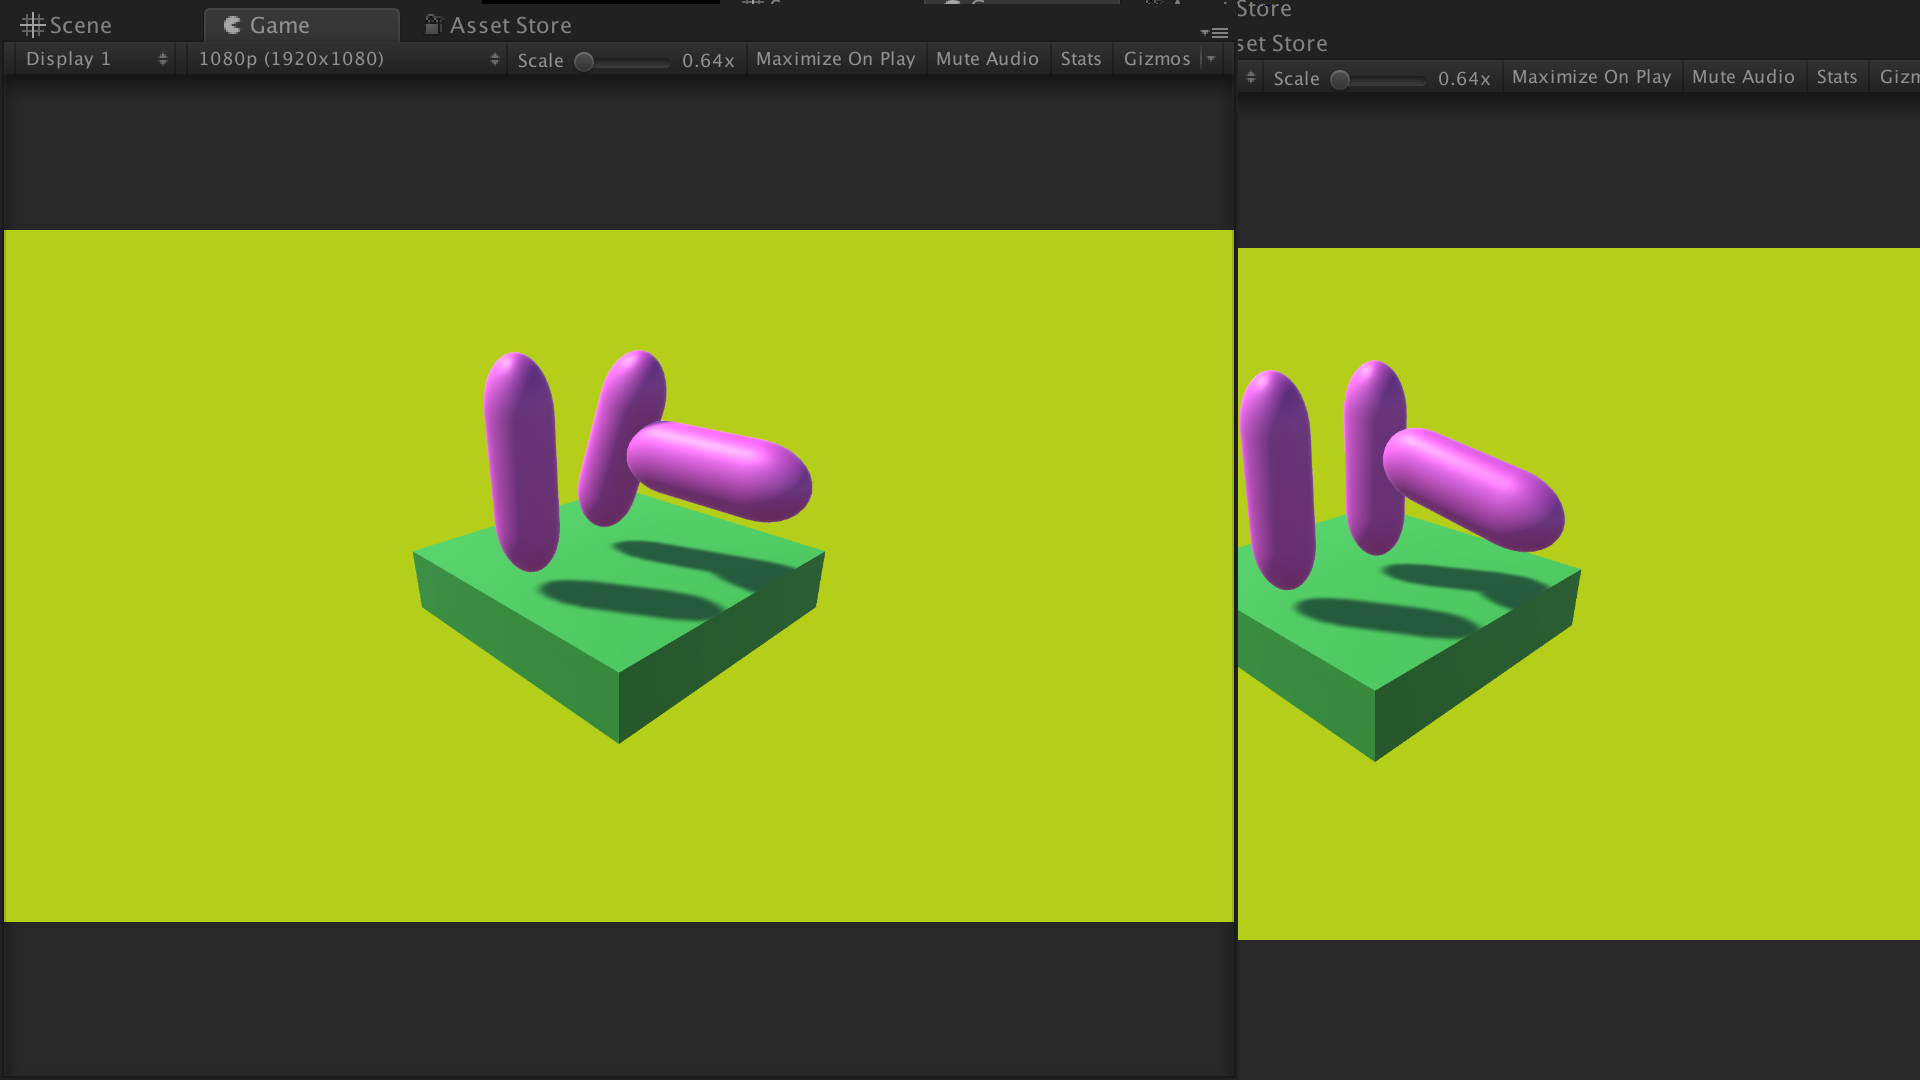 Store
Scene
Game
Asset Store
set Store
Display 1
1080p (1920x1080)
Scale
0.64x
Maximize On Play
Mute Audio
Stats
Gizmos
Scale
0.64x
Maximize On Play
Mute Audio
Stats
Gizm